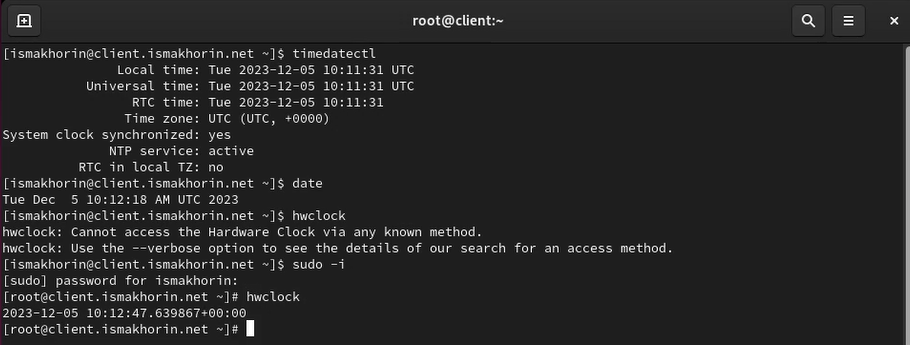 root@client:~
[ismakhorin@client.ismakhorin.net ~]$ timedatectl
               Local time: Tue 2023-12-05 10:11:31 UTC
           Universal time: Tue 2023-12-05 10:11:31 UTC
                 RTC time: Tue 2023-12-05 10:11:31
                Time zone: UTC (UTC, +0000)
System clock synchronized: yes
              NTP service: active
          RTC in local TZ: no
[ismakhorin@client.ismakhorin.net ~]$ date
Tue Dec  5 10:12:18 AM UTC 2023
[ismakhorin@client.ismakhorin.net ~]$ hwclock
hwclock: Cannot access the Hardware Clock via any known method.
hwclock: Use the --verbose option to see the details of our search for an access method.
[ismakhorin@client.ismakhorin.net ~]$ sudo -i
[sudo] password for ismakhorin:
[root@client.ismakhorin.net ~]# hwclock
2023-12-05 10:12:47.639867+00:00
[root@client.ismakhorin.net ~]#